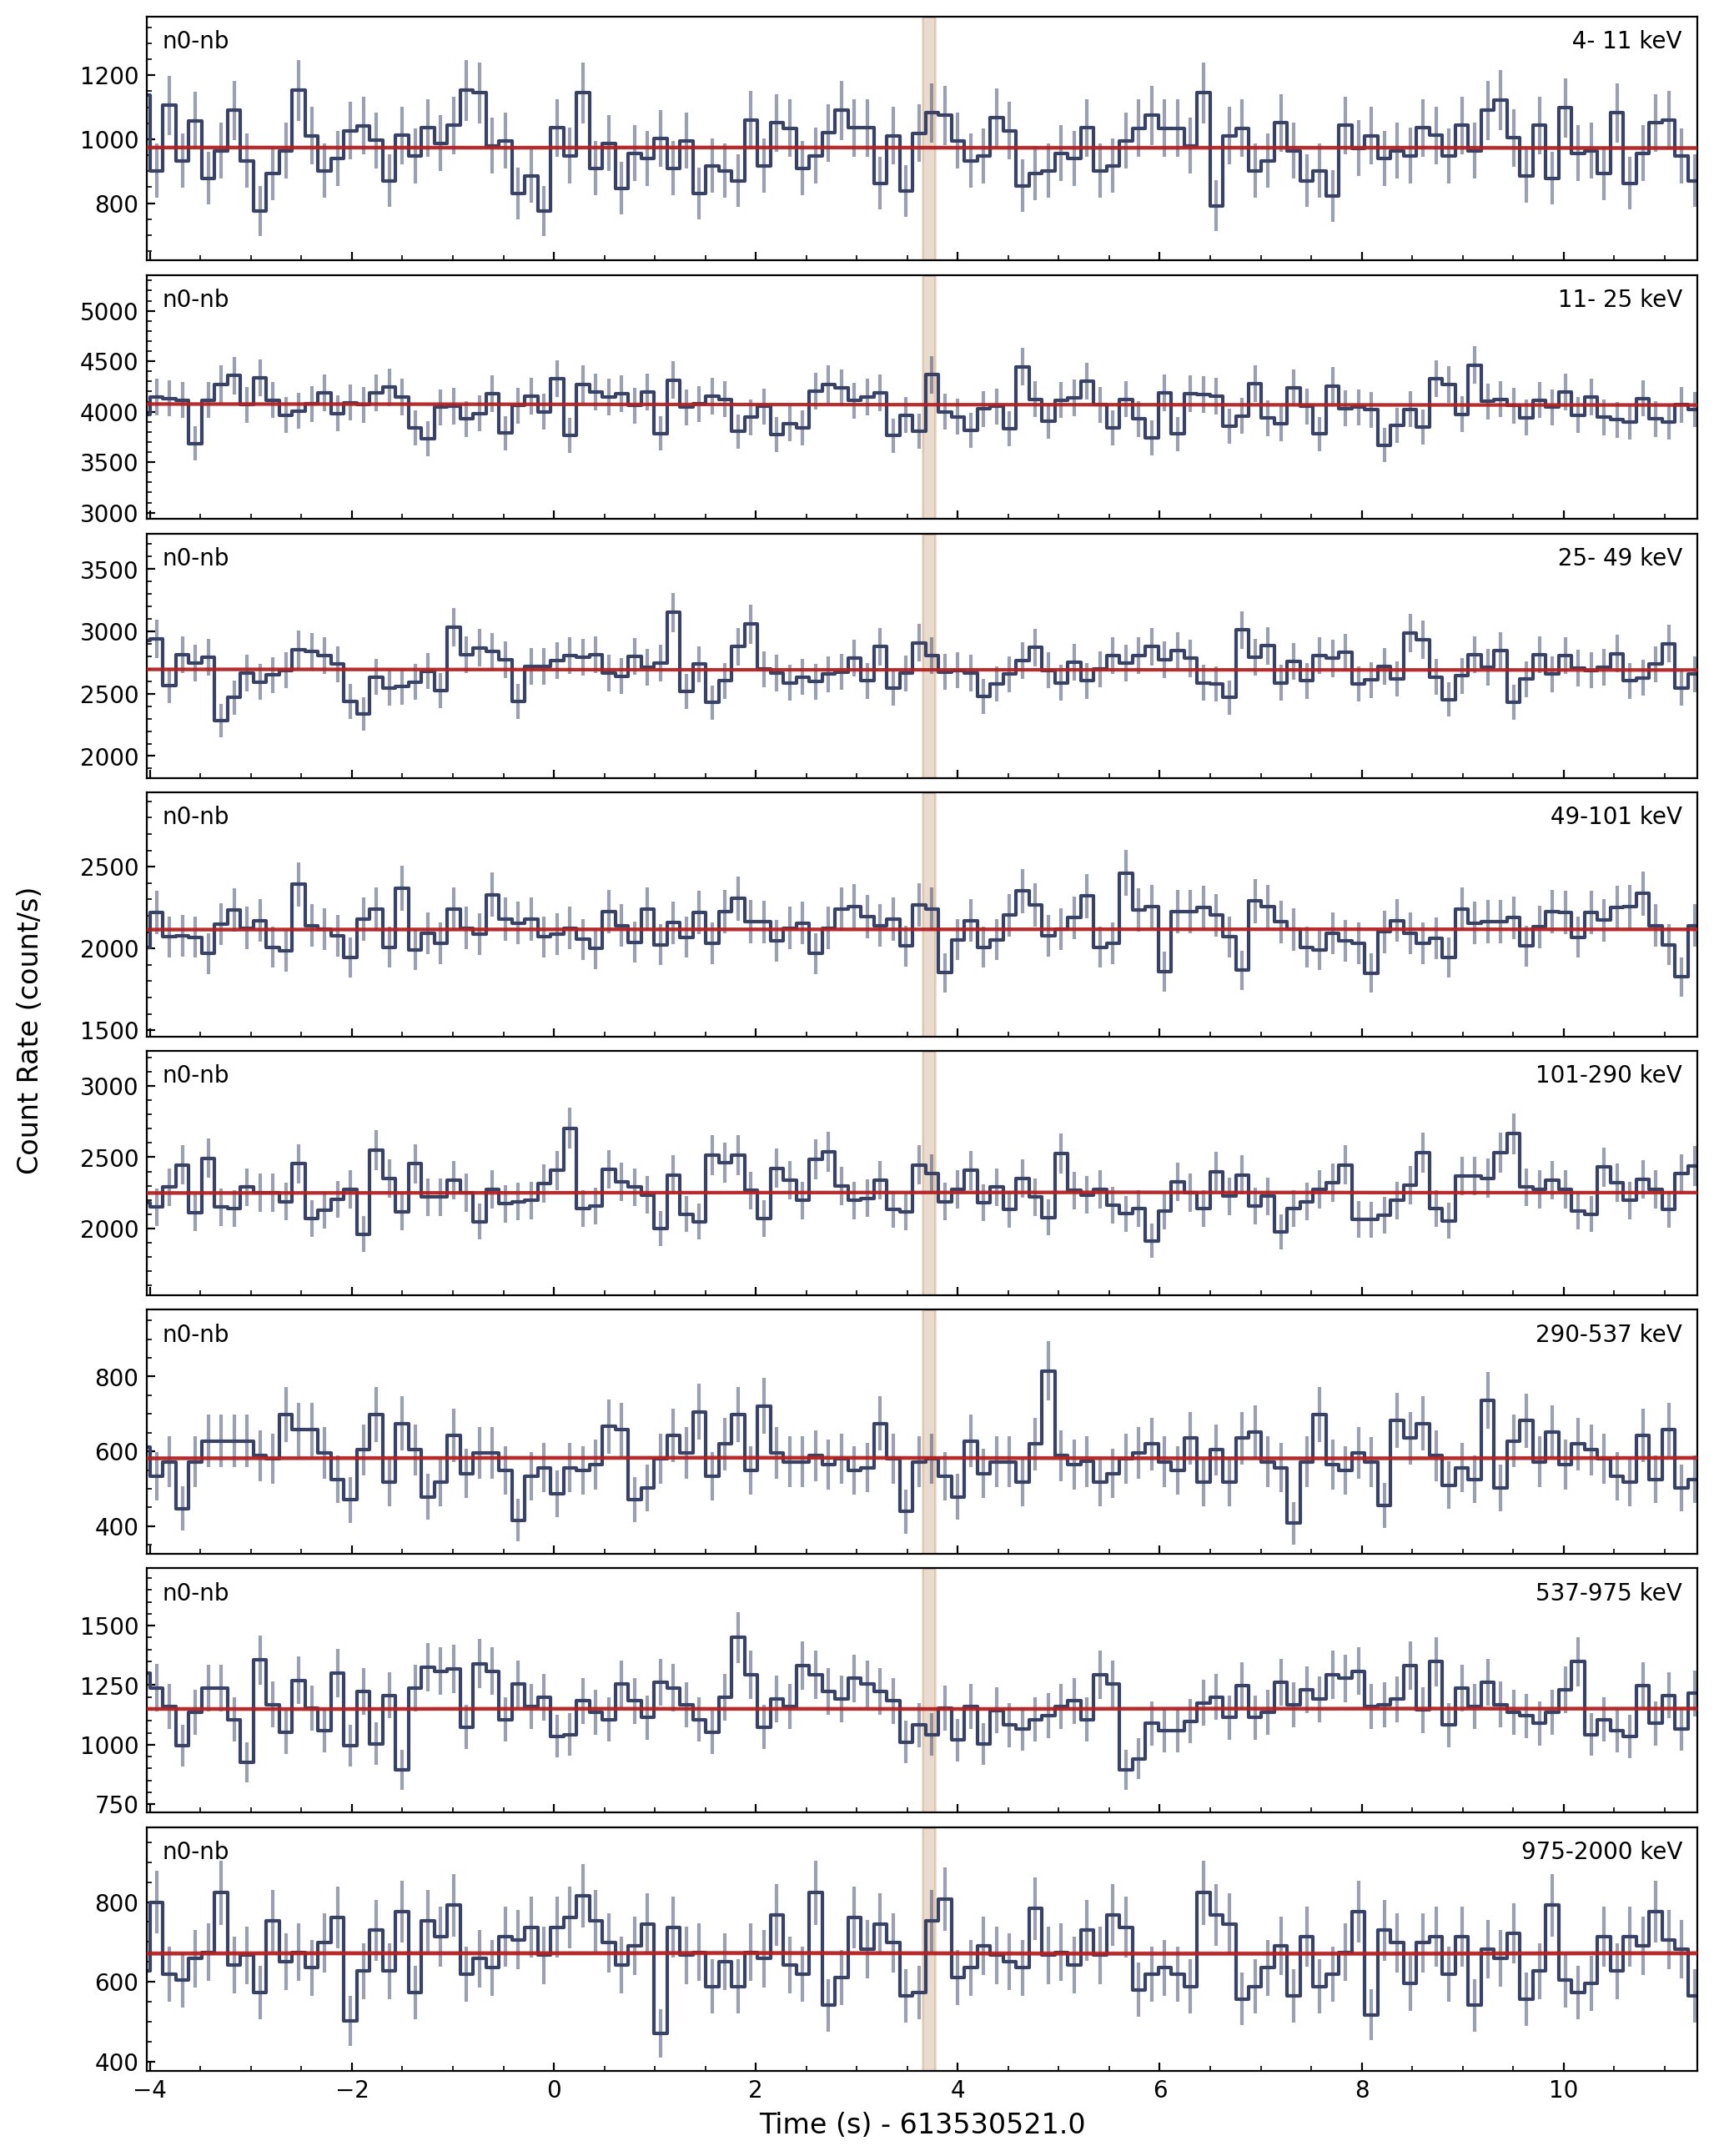 n0-nb 4- 11 keV
1200
1000
800
n0-nb 11- 25 keV
5000
4500
4000
3500
3000
n0-nb 25- 49 keV
3500
3000
2500
2000
n0-nb 49-101 keV
2500
2000
1500
n0-nb 101-290 keV
3000
2500
2000
n0-nb 290-537 keV
800
600
400
n0-nb 537-975 keV
1500
1250
1000
750
n0-nb 975-2000 keV
800
600
400
−4 −2 0 2 4 6 8 10
Time (s) - 613530521.0
Count Rate (count/s)